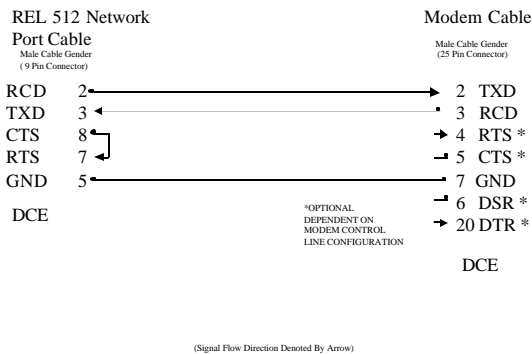 REL 512 Network
Port Cable
Male Cable Gender
( 9 Pin Connector)
Modem Cable
Male Cable Gender
(25 Pin Connector)
RCD 2 2 TXD
TXD 3 3 RCD
CTS 8 4 RTS *
RTS 7 5 CTS *
GND 5 7 GND
6 DSR *
20 DTR *
DCE
*OPTIONAL
DEPENDENT ON
MODEM CONTROL
LINE CONFIGURATION
DCE
(Signal Flow Direction Denoted By Arrow)